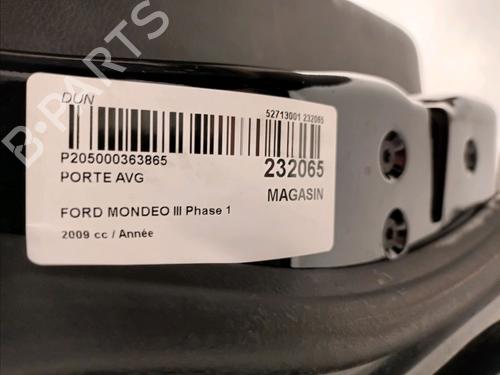 DUN
52713001 232065
P205000363865
232065
PORTE AVG
MAGASIN
FORD MONDEO III Phase 1
2009 cc / Année
B-PARTS